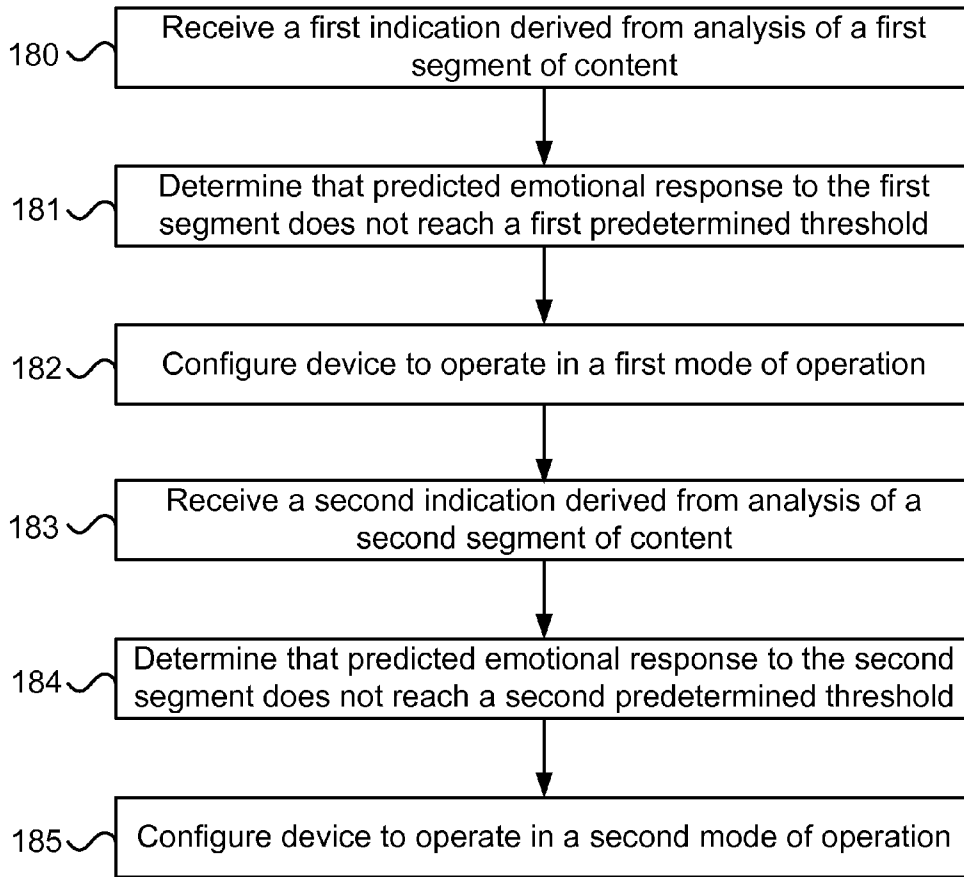 180
Receive a first indication derived from analysis of a first
segment of content
181
Determine that predicted emotional response to the first
segment does not reach a first predetermined threshold
182
Configure device to operate in a first mode of operation
183
Receive a second indication derived from analysis of a
second segment of content
184
Determine that predicted emotional response to the second
segment does not reach a second predetermined threshold
185
Configure device to operate in a second mode of operation